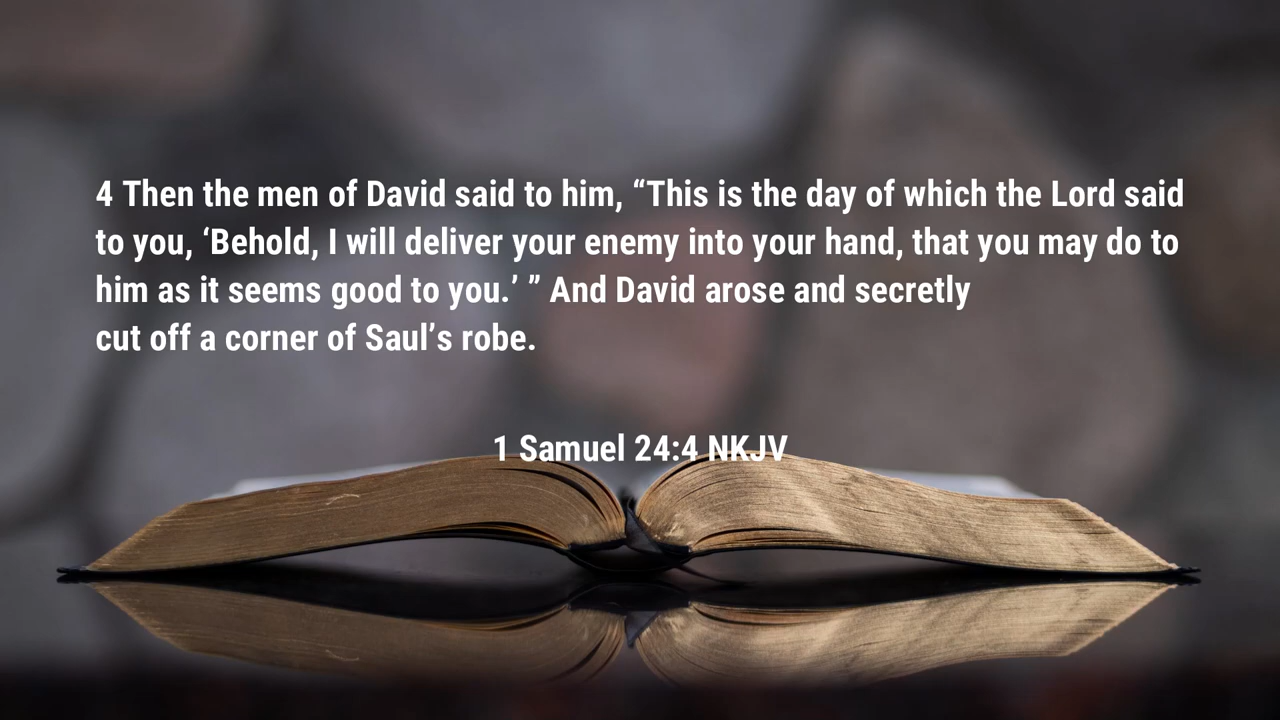 4 Then the men of David said to him, “This is the day of which the Lord said
to you, ‘Behold, I will deliver your enemy into your hand, that you may do to
him as it seems good to you.’ ” And David arose and secretly
cut off a corner of Saul’s robe.
1 Samuel 24:4 NKJV